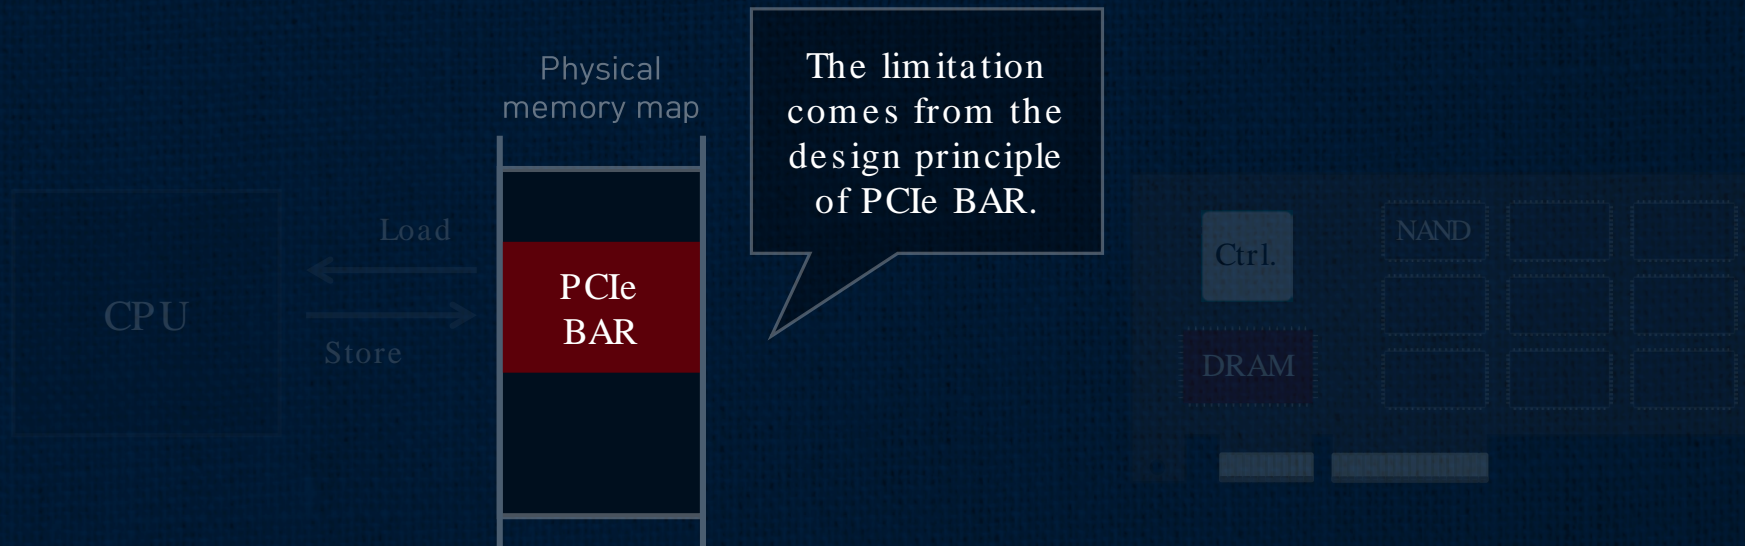 Physical
memory map
The limitation
comes from the
design principle
of PCIe BAR.
Load
CPU
Store
PCIe
BAR
Ctrl.
DRAM
NAND